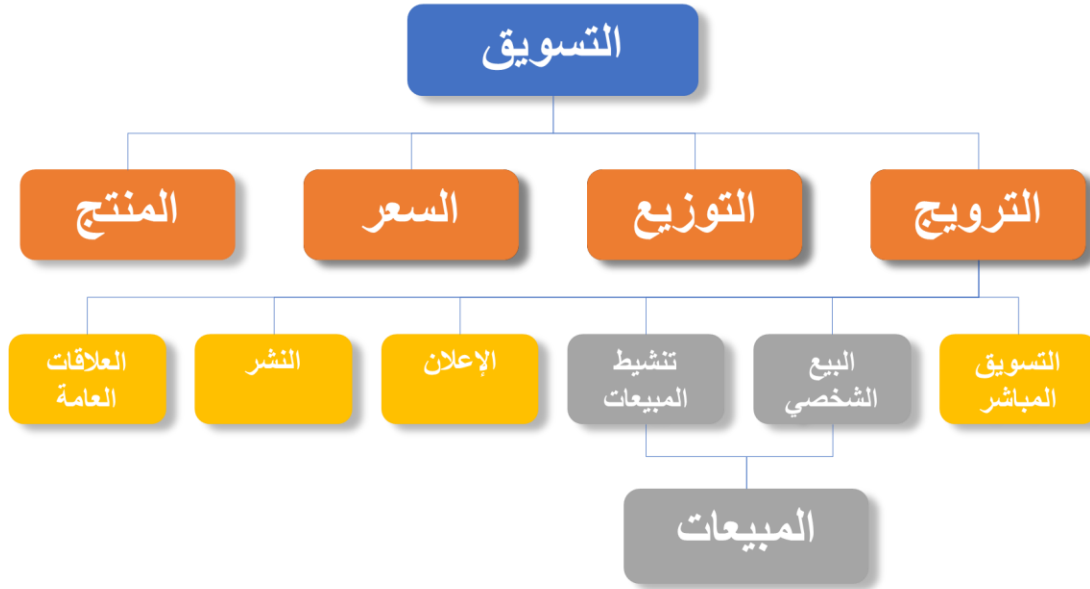 التسويق
الترويج
التوزيع
السعر
المنتج
التسويق
المباشر
البيع
الشخصي
تنشيط
المبيعات
الإعلان
النشر
العلاقات
العامة
المبيعات